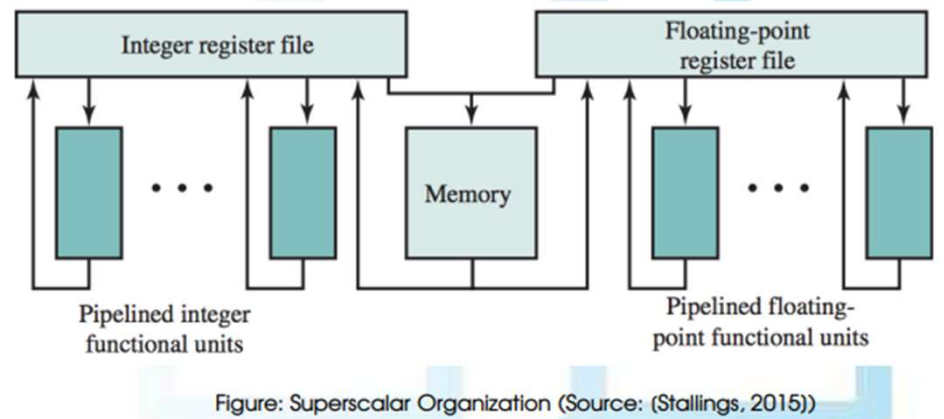 Integer register file
Floating-point
register file
Memory
Pipelined integer
functional units
Pipelined floating-
point functional units
Figure: Superscalar Organization (Source: (Stallings, 2015))